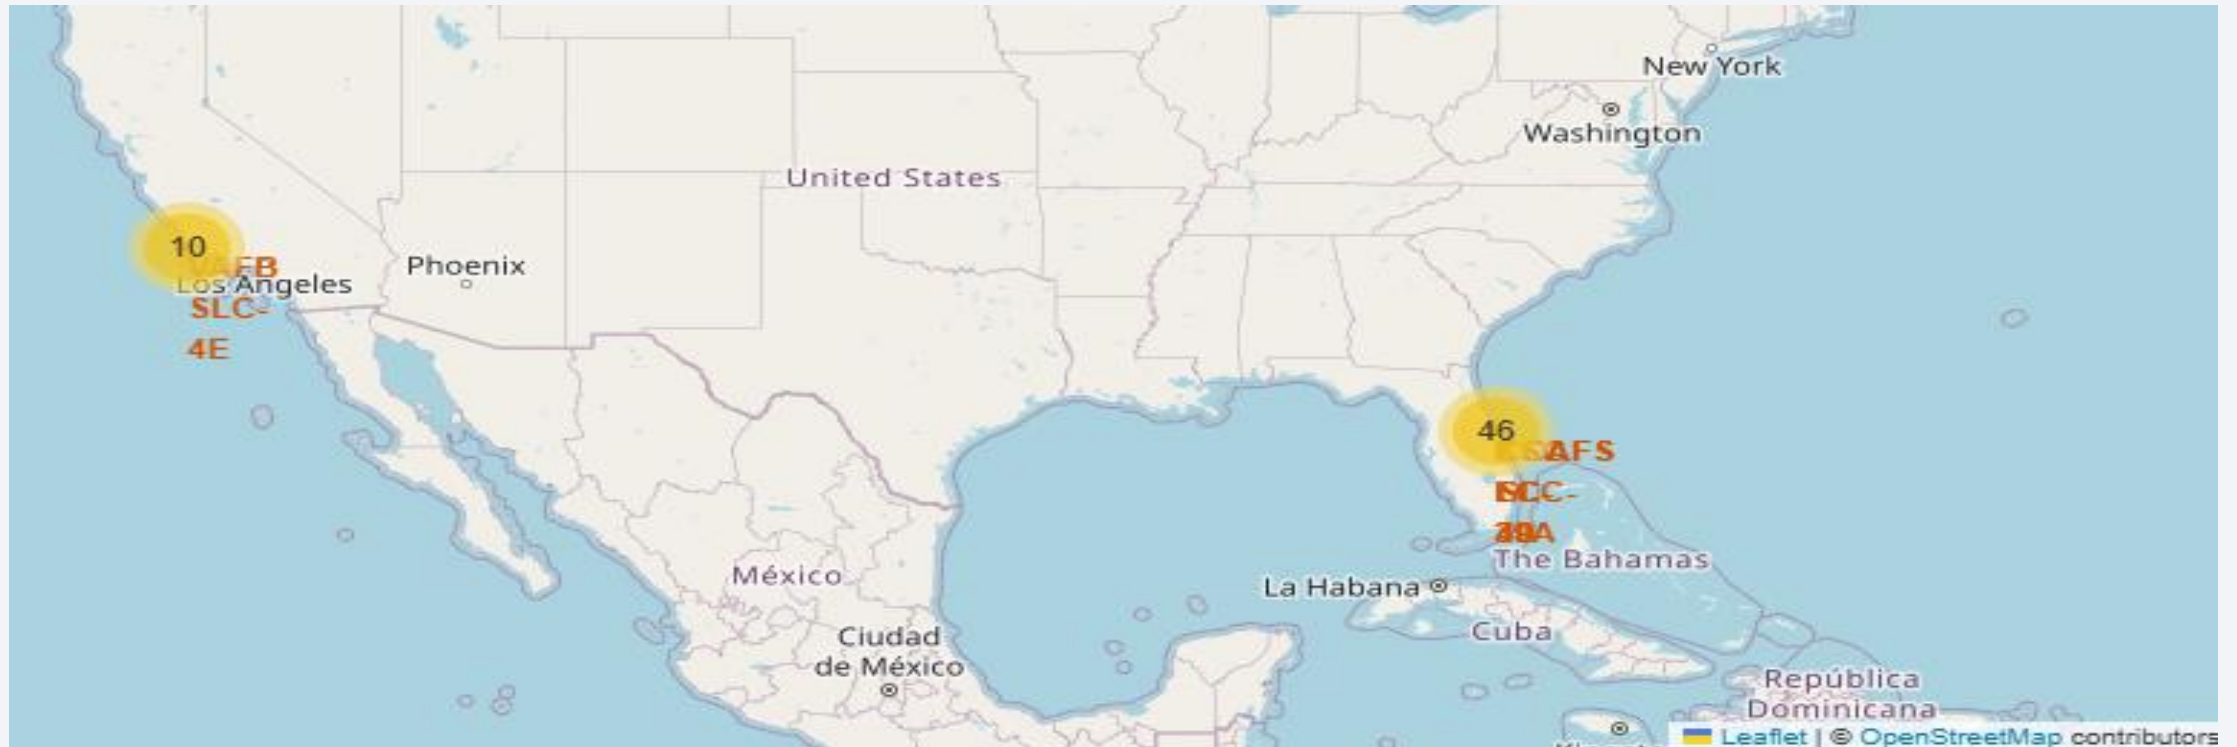 New York
Washington
United States
10
VAFB
Los Angeles
SLC-
4E
Phoenix
46
The Bahamas
La Habana
México
Cuba
Ciudad
de México
República
Dominicana
Leaflet | © OpenStreetMap contributors